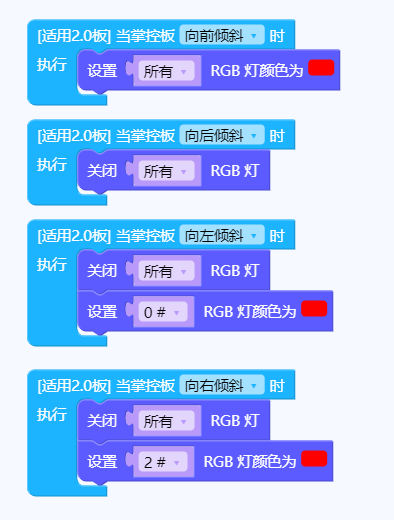 [适用2.0板] 当掌控板 向前倾斜 时
执行 设置 所有 RGB 灯颜色为
[适用2.0板] 当掌控板 向后倾斜 时
执行 关闭 所有 RGB 灯
[适用2.0板] 当掌控板 向左倾斜 时
执行 关闭 所有 RGB 灯
设置 0 # RGB 灯颜色为
[适用2.0板] 当掌控板 向右倾斜 时
执行 关闭 所有 RGB 灯
设置 2 # RGB 灯颜色为